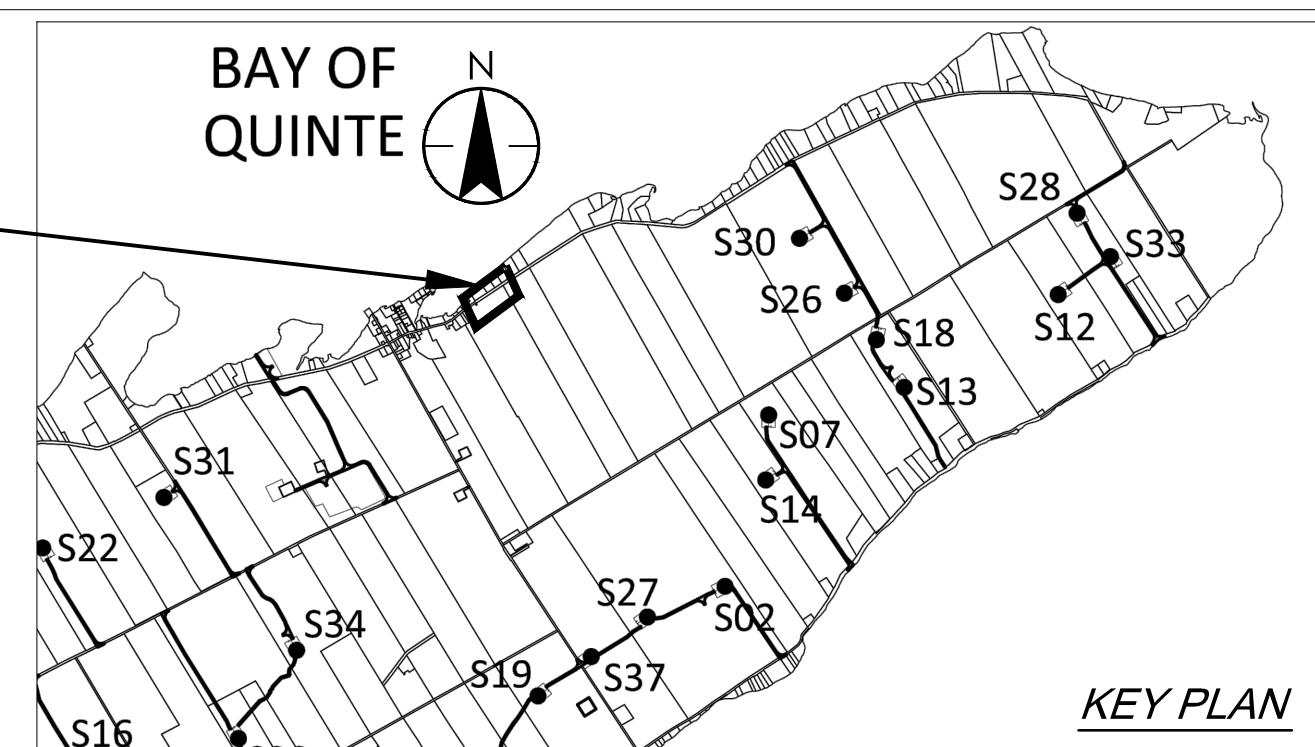 BAY OF
QUINTE
N
S28
S30
S33
S26
S12
S18
S13
S07
S31
S14
S22
S27
S02
S34
S19
S37
KEY PLAN
S16